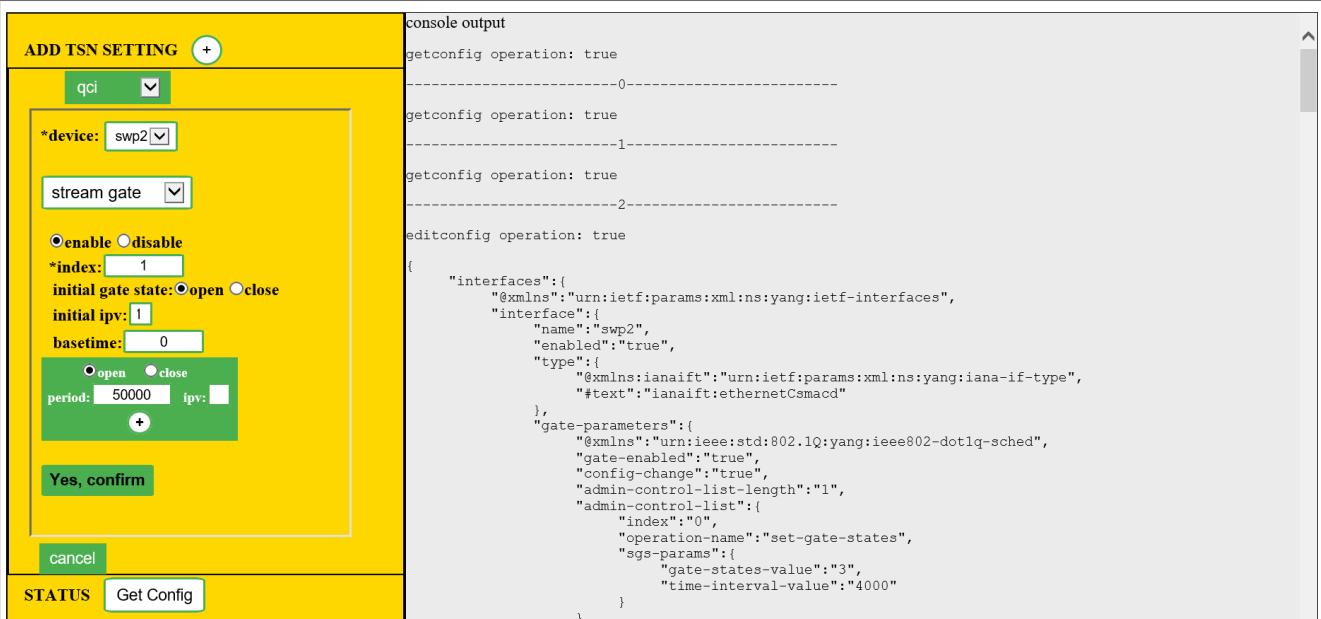 ADD TSN SETTING +
qci
*device: swp2
stream gate
enable disable
*index: 1
initial gate state: open close
initial ipv: 1
basetime: 0
open close
period: 50000 ipv:
+
Yes, confirm
cancel
STATUS Get Config
console output
getconfig operation: true
-------------------------0-------------------------
getconfig operation: true
-------------------------1-------------------------
getconfig operation: true
-------------------------2-------------------------
editconfig operation: true
{
"interfaces":{
"@xmlns":"urn:ietf:params:xml:ns:yang:ietf-interfaces",
"interface":{
"name":"swp2",
"enabled":"true",
"type":{
"@xmlns:ianaift":"urn:ietf:params:xml:ns:yang:iana-if-type",
"#text":"ianaift:ethernetCsmacd"
},
"gate-parameters":{
"@xmlns":"urn:ieee:std:802.1Q:yang:ieee802-dot1q-sched",
"gate-enabled":"true",
"config-change":"true",
"admin-control-list-length":"1",
"admin-control-list":{
"index":"0",
"operation-name":"set-gate-states",
"sgs-params":{
"gate-states-value":"3",
"time-interval-value":"4000"
}
}